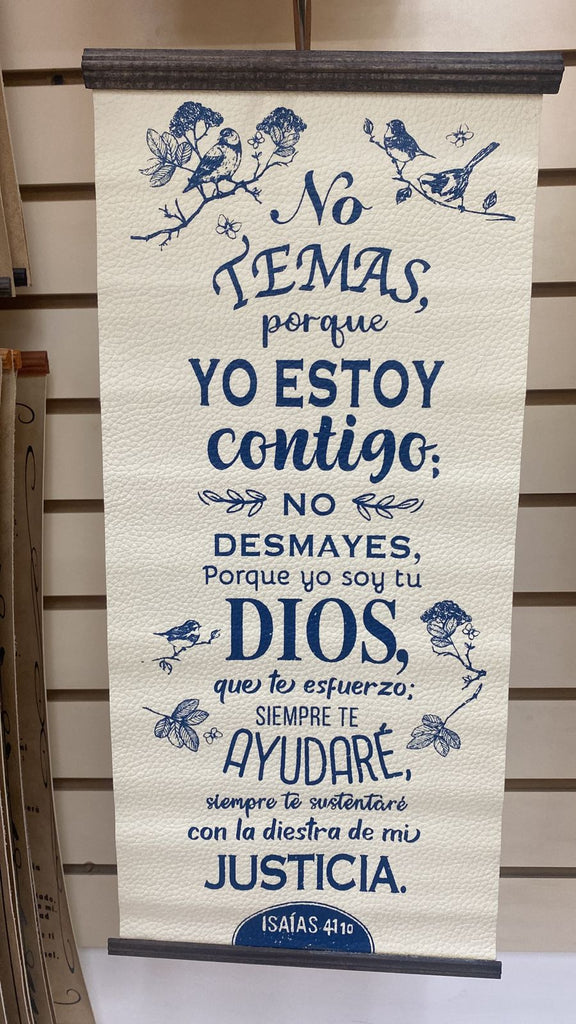 No
TEMAS,
porque
YO ESTOY
contigo;
NO
DESMAYES,
Porque yo soy tu
DIOS,
que te esfuerzo;
SIEMPRE TE
AYUDARÉ,
siempre te sustentaré
con la diestra de mi
JUSTICIA.
ISAÍAS 41 10